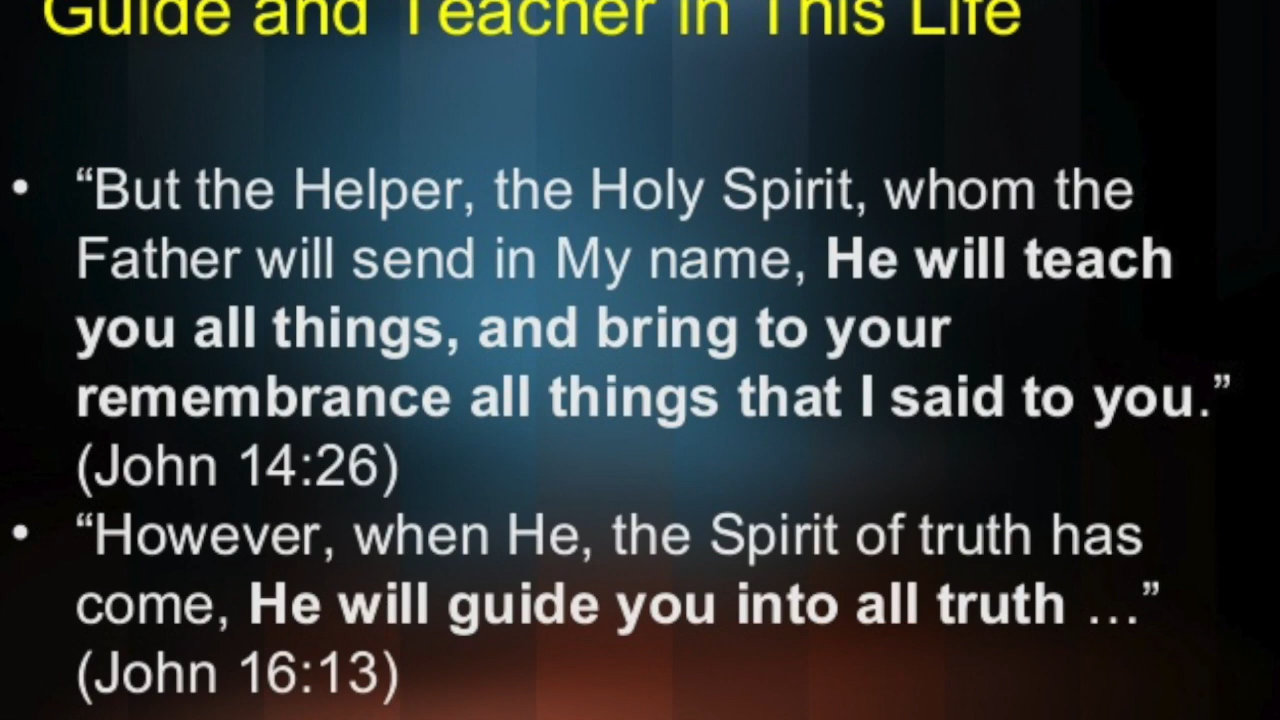 Guide and Teacher in This Life
• “But the Helper, the Holy Spirit, whom the
Father will send in My name, He will teach
you all things, and bring to your
remembrance all things that I said to you.”
(John 14:26)
• “However, when He, the Spirit of truth has
come, He will guide you into all truth …”
(John 16:13)